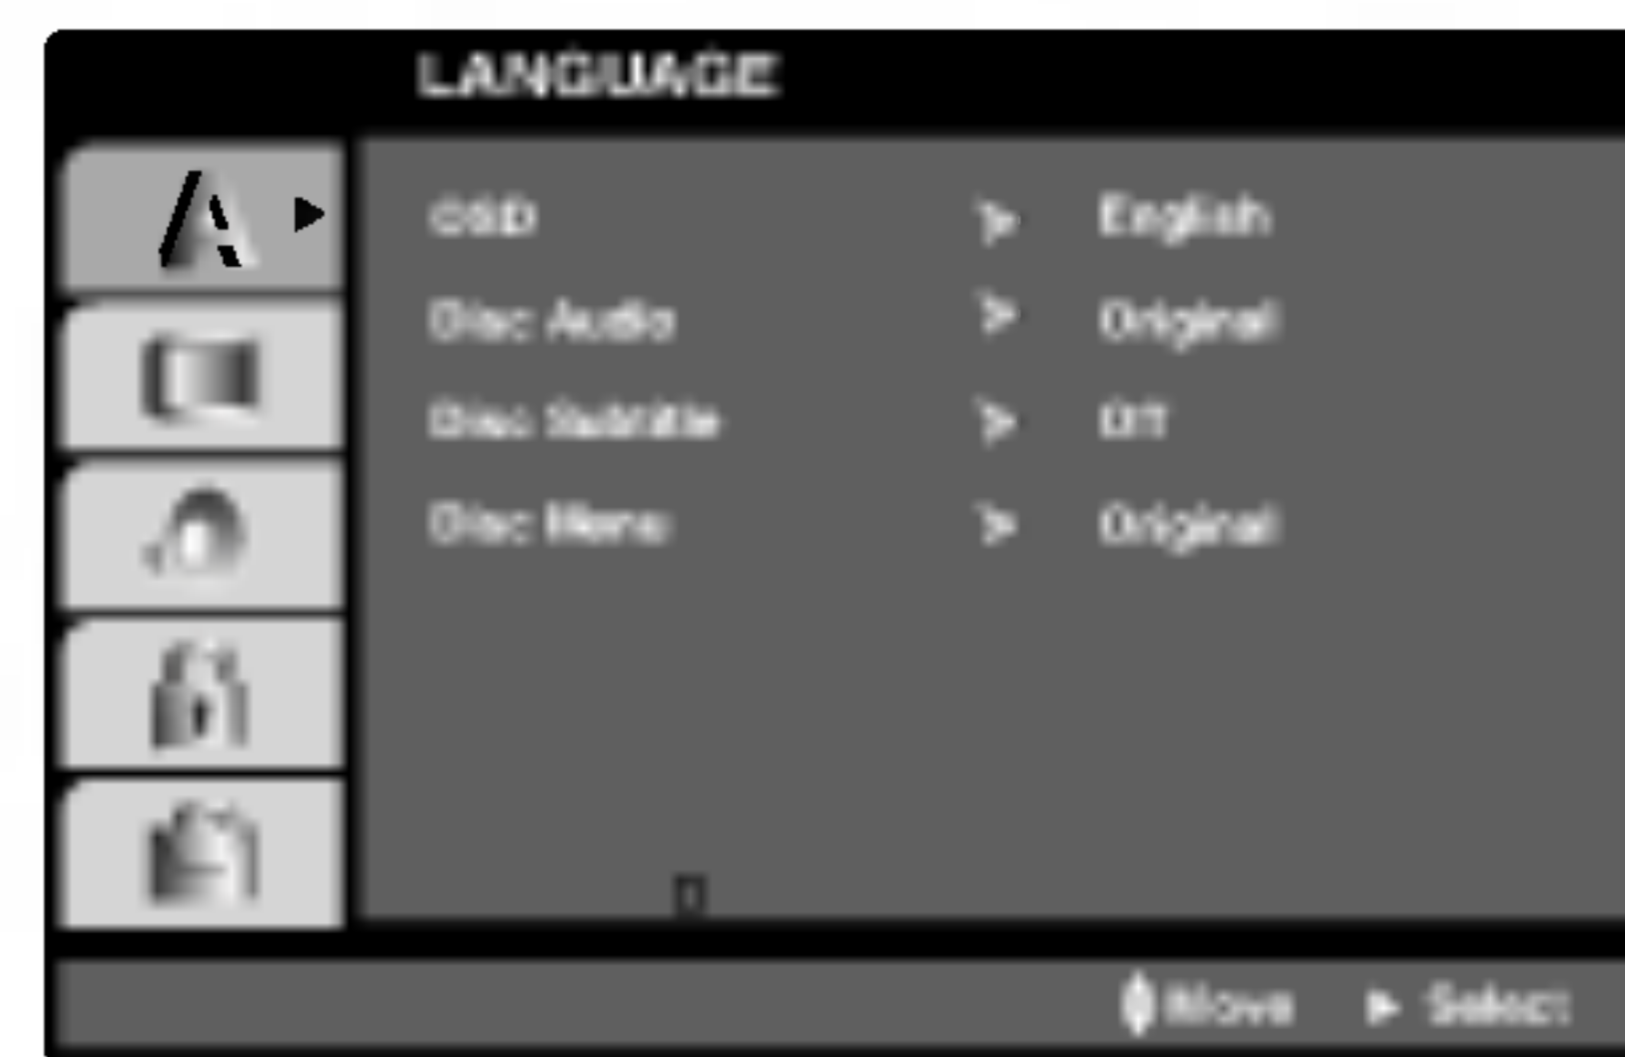 LANGUAGE
OSD > English
Disc Audio > Original
Disc Subtitle > Off
Disc Menu > Original
Move ► Select